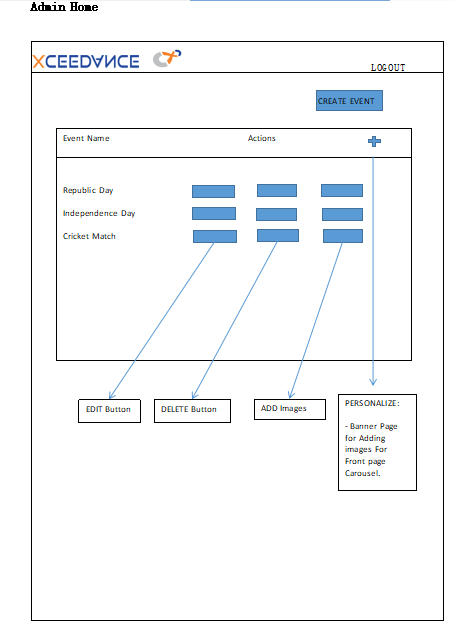 Admin Home
XCEEDANCE
LOGOUT
CREATE EVENT
Event Name Actions
Republic Day
Independence Day
Cricket Match
EDIT Button
DELETE Button
ADD Images
PERSONALIZE:
- Banner Page
for Adding
images For
Front page
Carousel.